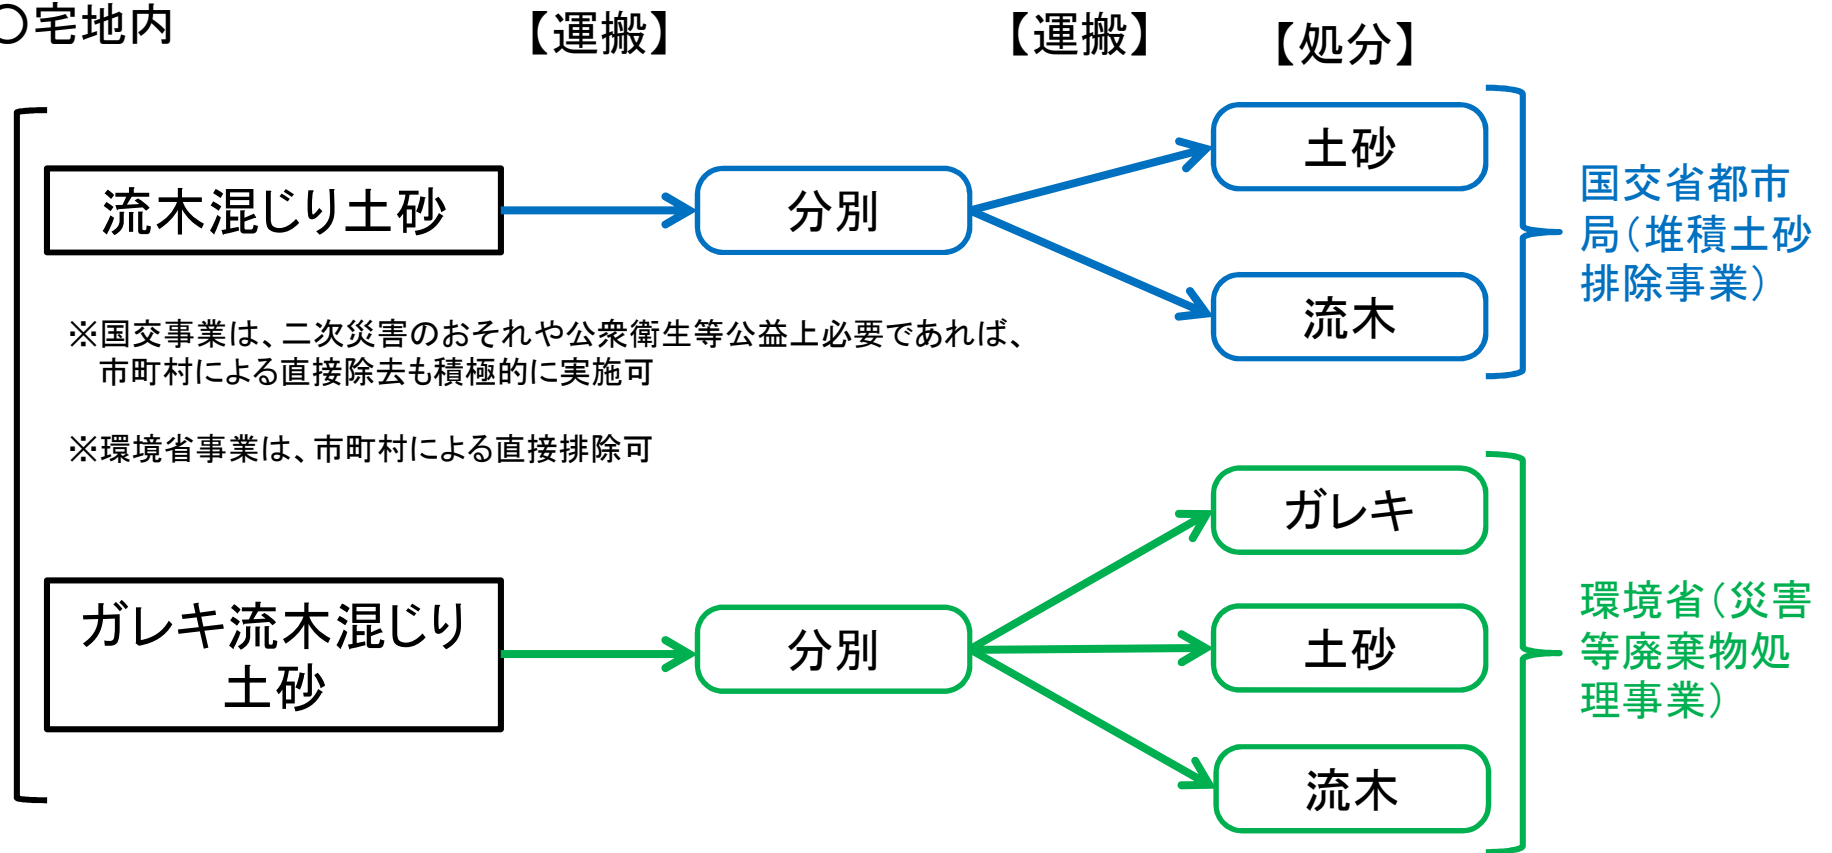 〇宅地内
【運搬】
【運搬】
【処分】
流木混じり土砂
分別
土砂
流木
国交省都市
局（堆積土砂
排除事業）
※国交事業は、二次災害のおそれや公衆衛生等公益上必要であれば、
市町村による直接除去も積極的に実施可
※環境省事業は、市町村による直接排除可
ガレキ流木混じり
土砂
分別
ガレキ
土砂
流木
環境省（災害
等廃棄物処
理事業）